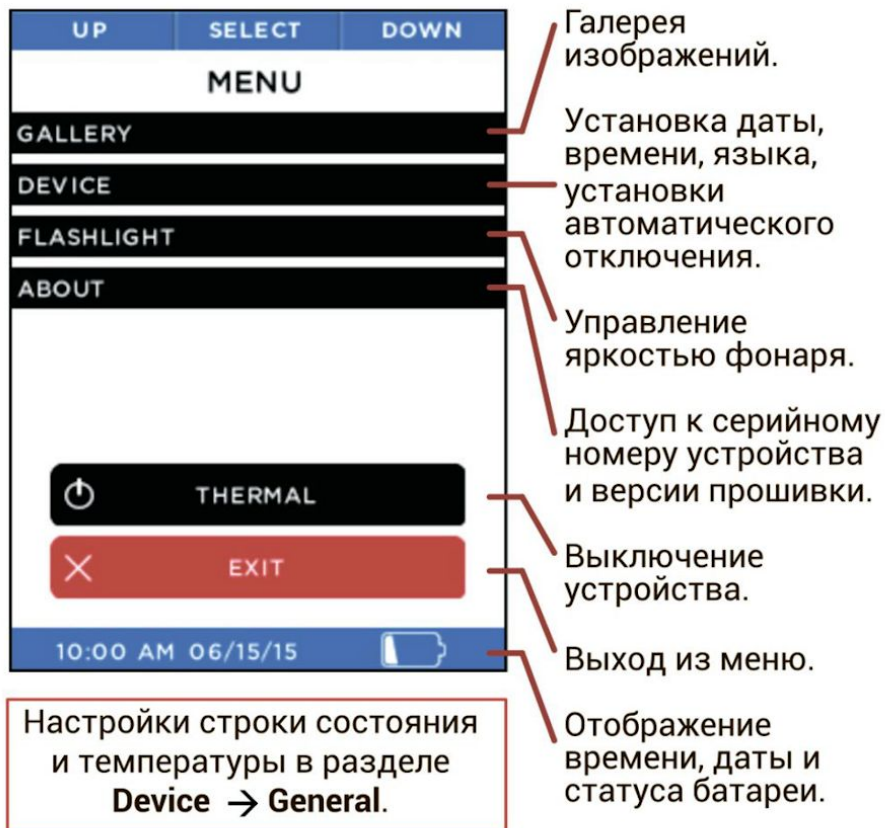 UP SELECT DOWN
MENU
GALLERY
DEVICE
FLASHLIGHT
ABOUT
THERMAL
EXIT
10:00 AM 06/15/15
Галерея
изображений.
Установка даты,
времени, языка,
установки
автоматического
отключения.
Управление
яркостью фонаря.
Доступ к серийному
номеру устройства
и версии прошивки.
Выключение
устройства.
Выход из меню.
Отображение
времени, даты и
статуса батареи.
Настройки строки состояния
и температуры в разделе
Device → General.